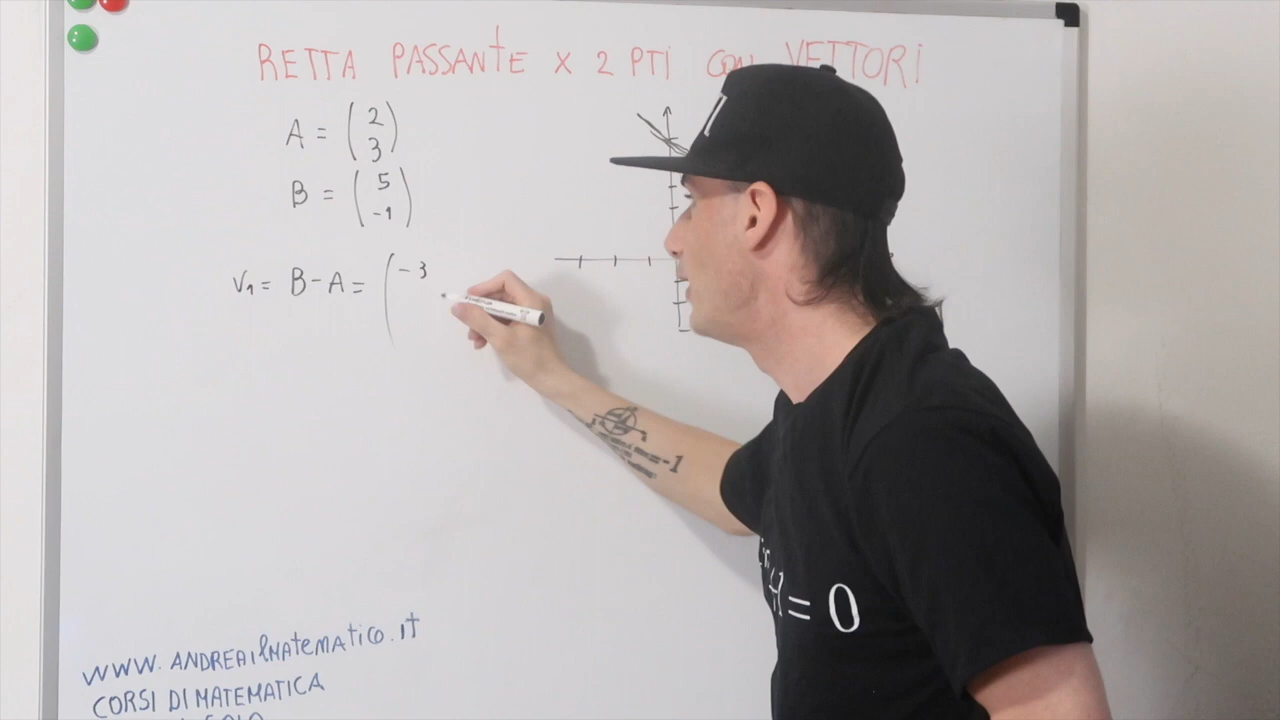 RETTA PASSANTE X 2 PTI CON VETTORI
A = (2 3)
B = (5 -1)
V1 = B - A = ( -3
WWW.ANDREAilMATEMATICO.IT
CORSI DI MATEMATICA
= 0